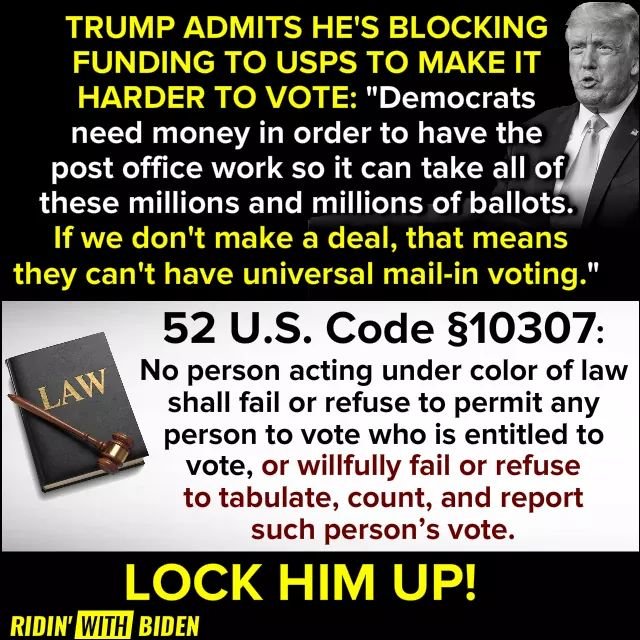 TRUMP ADMITS HE'S BLOCKING
FUNDING TO USPS TO MAKE IT
HARDER TO VOTE: "Democrats
need money in order to have the
post office work so it can take all of
these millions and millions of ballots.
If we don't make a deal, that means
they can't have universal mail-in voting."
52 U.S. Code §10307:
LAW
No person acting under color of law
shall fail or refuse to permit any
person to vote who is entitled to
vote, or willfully fail or refuse
to tabulate, count, and report
such person’s vote.
LOCK HIM UP!
RIDIN' WITH BIDEN